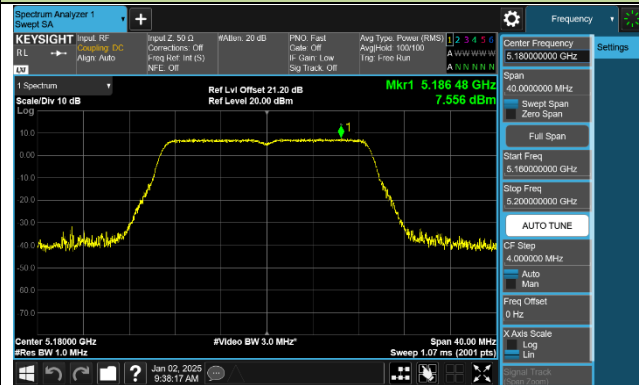 Spectrum Analyzer 1
Swept SA
+
Frequency
KEYSIGHT
RL
LXI
Input: RF
Coupling: DC
Align: Auto
Input Z: 50 Ω
Corrections: Off
Freq Ref: Int (S)
NFE: Off
#Atten: 20 dB
PNO: Fast
Gate: Off
IF Gain: Low
Sig Track: Off
Avg Type: Power (RMS)
Avg|Hold: 100/100
Trig: Free Run
1 2 3 4 5 6
A W W W W W
A N N N N N
1 Spectrum
Scale/Div 10 dB
Log
Ref Lvl Offset 21.20 dB
Ref Level 20.00 dBm
Mkr1 5.186 48 GHz
7.556 dBm
1
10.0
0.00
-10.0
-20.0
-30.0
-40.0
-50.0
-60.0
-70.0
Center 5.18000 GHz
#Res BW 1.0 MHz
#Video BW 3.0 MHz*
Span 40.00 MHz
Sweep 1.07 ms (2001 pts)
Center Frequency
5.180000000 GHz
Settings
Span
40.0000000 MHz
Swept Span
Zero Span
Full Span
Start Freq
5.160000000 GHz
Stop Freq
5.200000000 GHz
AUTO TUNE
CF Step
4.000000 MHz
Auto
Man
Freq Offset
0 Hz
X Axis Scale
Log
Lin
Signal Track
(Span Zoom)
?
Jan 02, 2025
9:38:17 AM